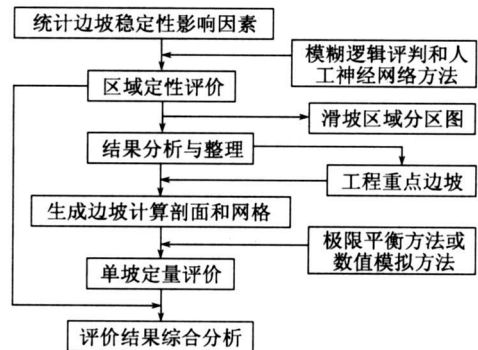 统计边坡稳定性影响因素
模糊逻辑评判和人
工神经网络方法
区域定性评价
滑坡区域分区图
结果分析与整理
工程重点边坡
生成边坡计算剖面和网格
极限平衡方法或
数值模拟方法
单坡定量评价
评价结果综合分析